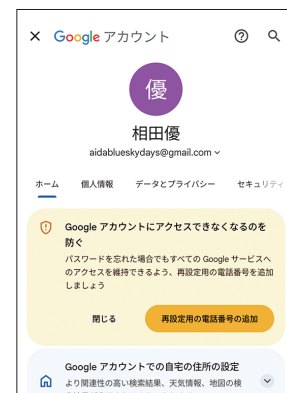 Google アカウント
優
相田優
aidablueskydays@gmail.com
ホーム 個人情報 データとプライバシー セキュリティ
Google アカウントにアクセスできなくなるのを
防ぐ
パスワードを忘れた場合でもすべての Google サービスへ
のアクセスを維持できるよう、再設定用の電話番号を追加
しましょう
閉じる 再設定用の電話番号の追加
Google アカウントでの自宅の住所の設定
より関連性の高い検索結果、天気情報、地図の検